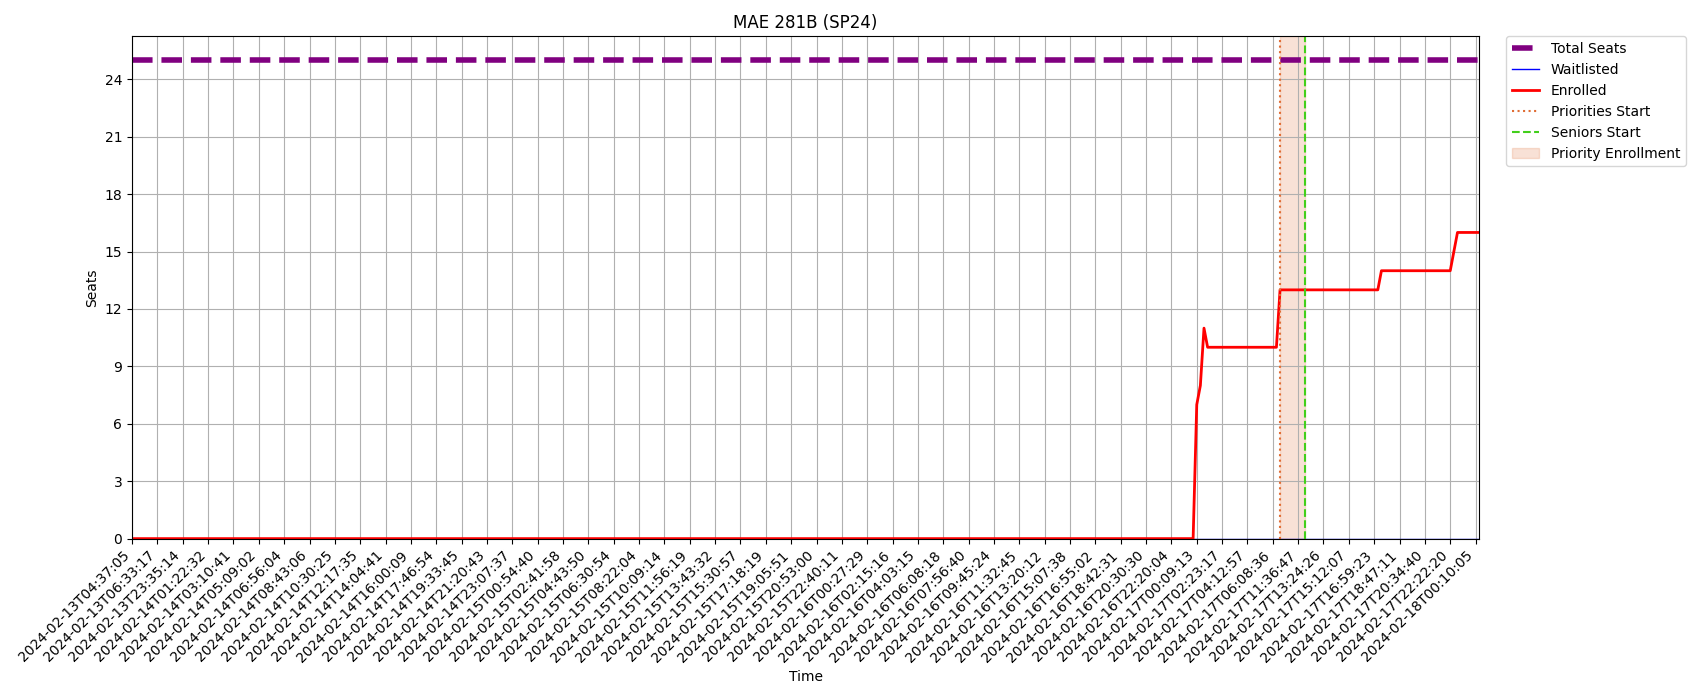 MAE 281B (SP24)
Total Seats
Waitlisted
Enrolled
Priorities Start
Seniors Start
Priority Enrollment
Seats
24
21
18
15
12
9
6
3
0
2024-02-13T04:37:05
2024-02-13T06:33:17
2024-02-13T23:35:14
2024-02-14T01:22:32
2024-02-14T03:10:41
2024-02-14T05:09:02
2024-02-14T06:56:04
2024-02-14T08:43:06
2024-02-14T10:30:25
2024-02-14T12:17:35
2024-02-14T14:04:41
2024-02-14T16:00:09
2024-02-14T17:46:54
2024-02-14T19:33:45
2024-02-14T21:20:43
2024-02-14T23:07:37
2024-02-15T00:54:40
2024-02-15T02:41:58
2024-02-15T04:43:50
2024-02-15T06:30:54
2024-02-15T08:22:04
2024-02-15T10:09:14
2024-02-15T11:56:19
2024-02-15T13:43:32
2024-02-15T15:30:57
2024-02-15T17:18:19
2024-02-15T19:05:51
2024-02-15T20:53:00
2024-02-15T22:40:11
2024-02-16T00:27:29
2024-02-16T02:15:16
2024-02-16T04:03:15
2024-02-16T06:08:18
2024-02-16T07:56:40
2024-02-16T09:45:24
2024-02-16T11:32:45
2024-02-16T13:20:12
2024-02-16T15:07:38
2024-02-16T16:55:02
2024-02-16T18:42:31
2024-02-16T20:30:30
2024-02-16T22:20:04
2024-02-17T00:09:13
2024-02-17T02:23:17
2024-02-17T04:12:57
2024-02-17T06:08:36
2024-02-17T11:36:47
2024-02-17T13:24:26
2024-02-17T15:12:07
2024-02-17T16:59:23
2024-02-17T18:47:11
2024-02-17T20:34:40
2024-02-17T22:22:20
2024-02-18T00:10:05
Time